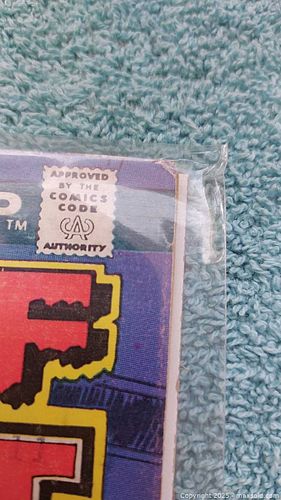 APPROVED
BY THE
COMICS
CODE
CA
AUTHORITY
TM
Copyright 2025 - maxsold.com